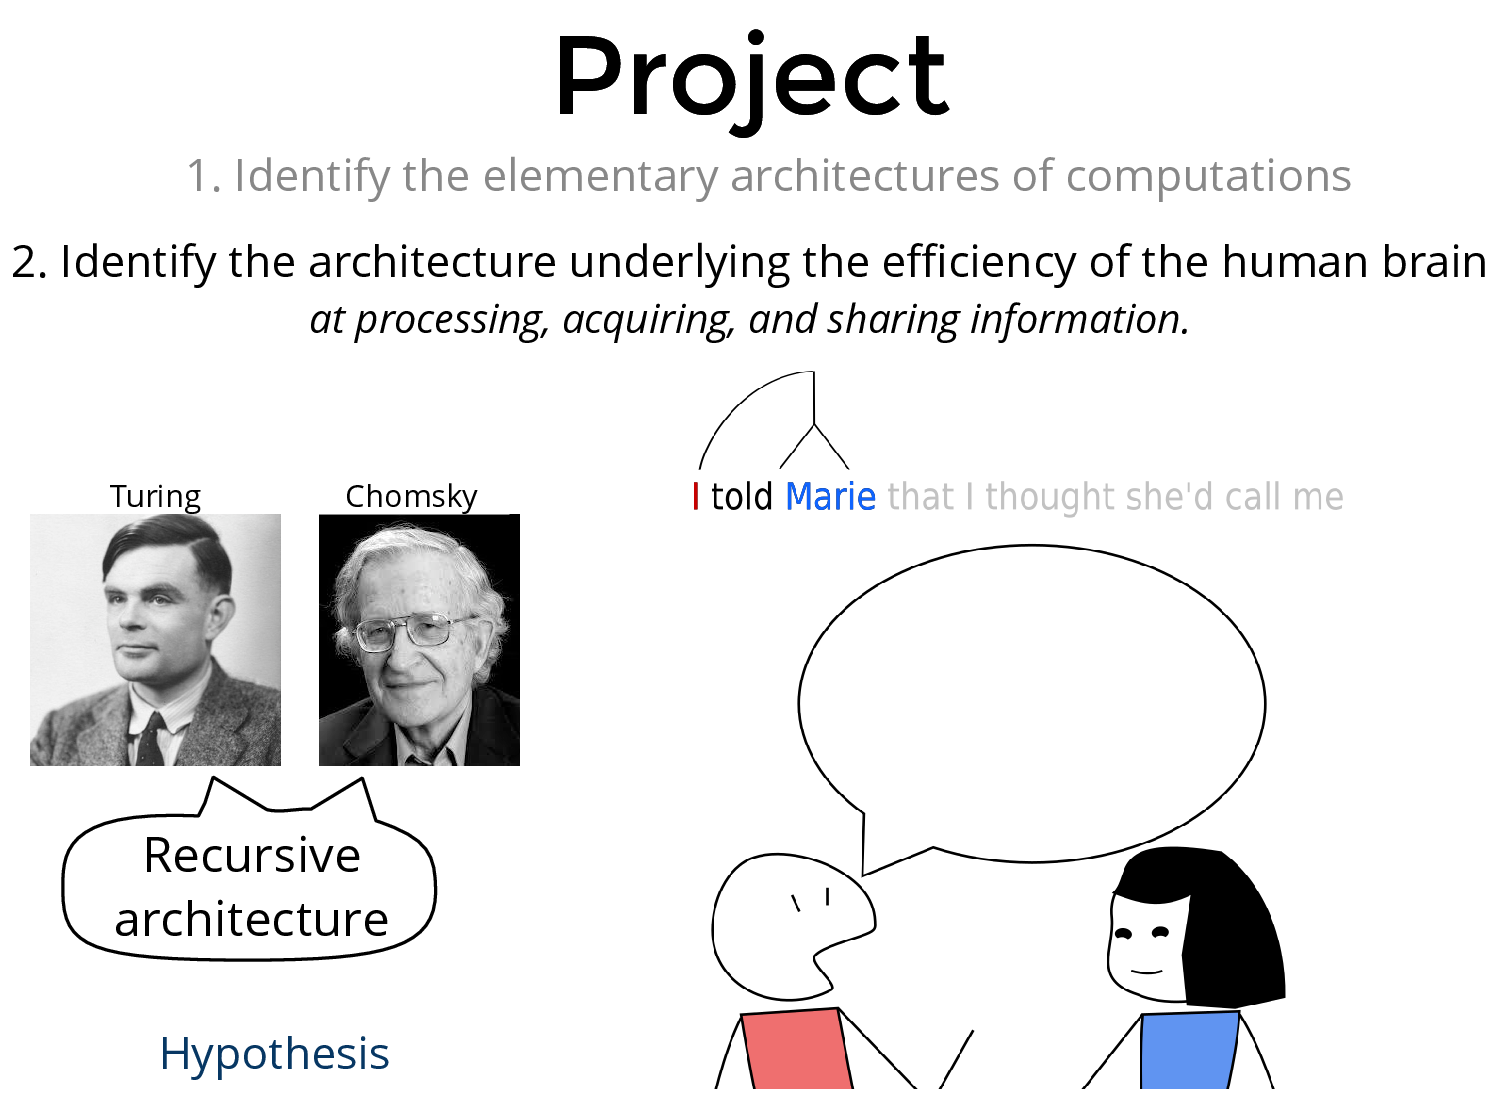 Project
1. Identify the elementary architectures of computations
2. Identify the architecture underlying the efficiency of the human brain
at processing, acquiring, and sharing information.
Turing
Chomsky
I told Marie that I thought she'd call me
Recursive
architecture
Hypothesis